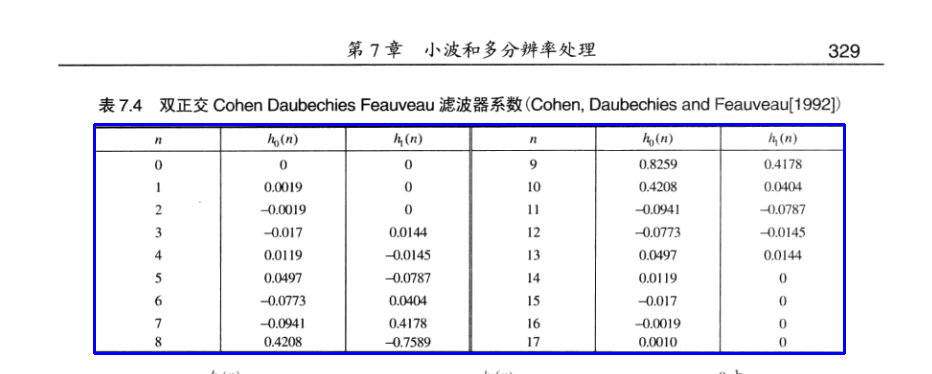 第 7 章 小波和多分辨率处理 329
表 7.4 双正交 Cohen Daubechies Feauveau 滤波器系数(Cohen, Daubechies and Feauveau[1992])
n h₀(n) h₁(n) n h₀(n) h₁(n)
0 0 0 9 0.8259 0.4178
1 0.0019 0 10 0.4208 0.0404
2 –0.0019 0 11 –0.0941 –0.0787
3 –0.017 0.0144 12 –0.0773 –0.0145
4 0.0119 –0.0145 13 0.0497 0.0144
5 0.0497 –0.0787 14 0.0119 0
6 –0.0773 0.0404 15 –0.017 0
7 –0.0941 0.4178 16 –0.0019 0
8 0.4208 –0.7589 17 0.0010 0